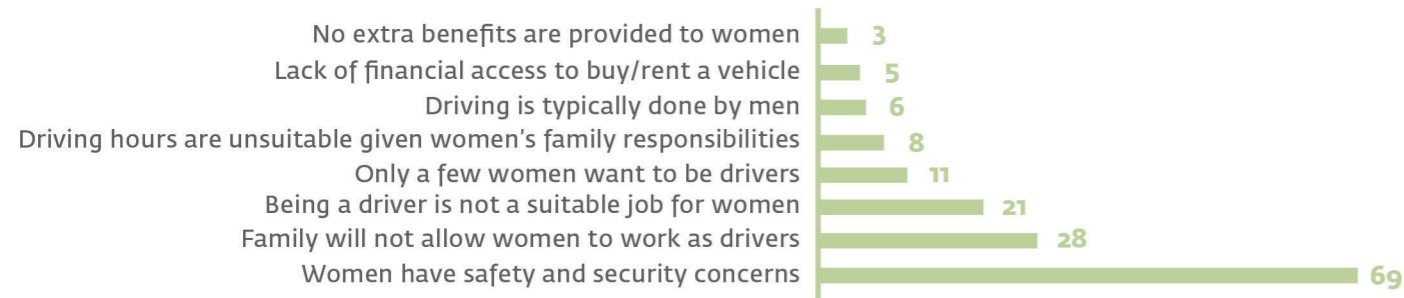 No extra benefits are provided to women 3
Lack of financial access to buy/rent a vehicle 5
Driving is typically done by men 6
Driving hours are unsuitable given women’s family responsibilities 8
Only a few women want to be drivers 11
Being a driver is not a suitable job for women 21
Family will not allow women to work as drivers 28
Women have safety and security concerns 69